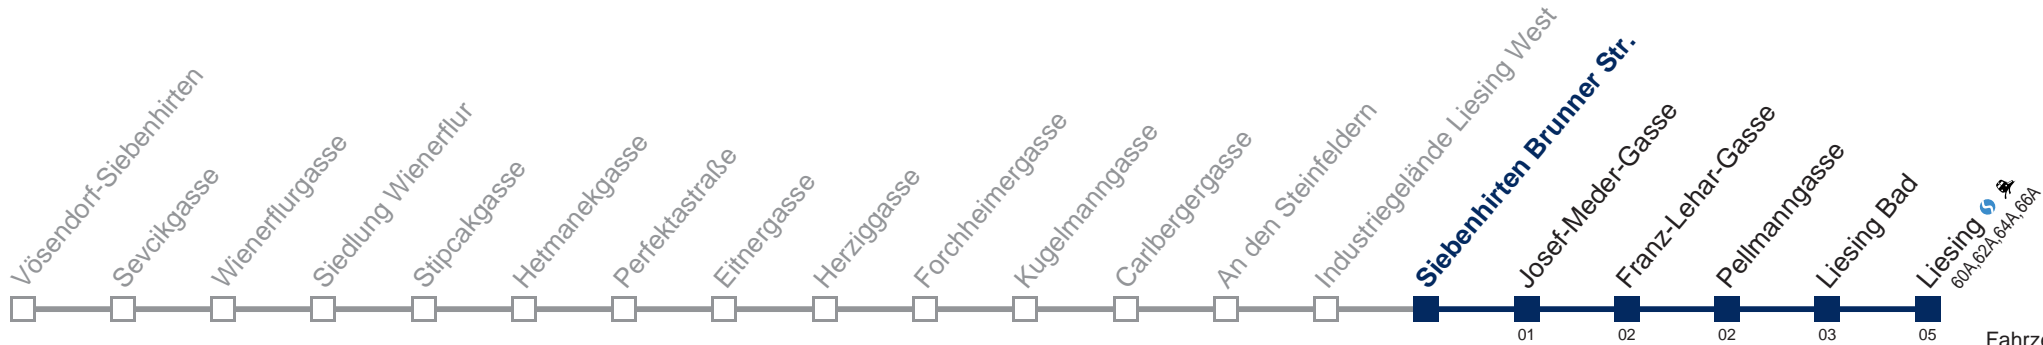 Vösendorf-Siebenhirten
Sevcikgasse
Wienerflurgasse
Siedlung Wienerflur
Stipcakgasse
Hetmanekgasse
Perfektastraße
Eitnergasse
Herziggasse
Forchheimergasse
Kugelmanngasse
Carlbergergasse
An den Steinfeldern
Industriegelände Liesing West
Siebenhirten Brunner Str.
Josef-Meder-Gasse
Franz-Lehar-Gasse
Pellmanngasse
Liesing Bad
Liesing
60A,62A,64A,66A
01
02
02
03
05